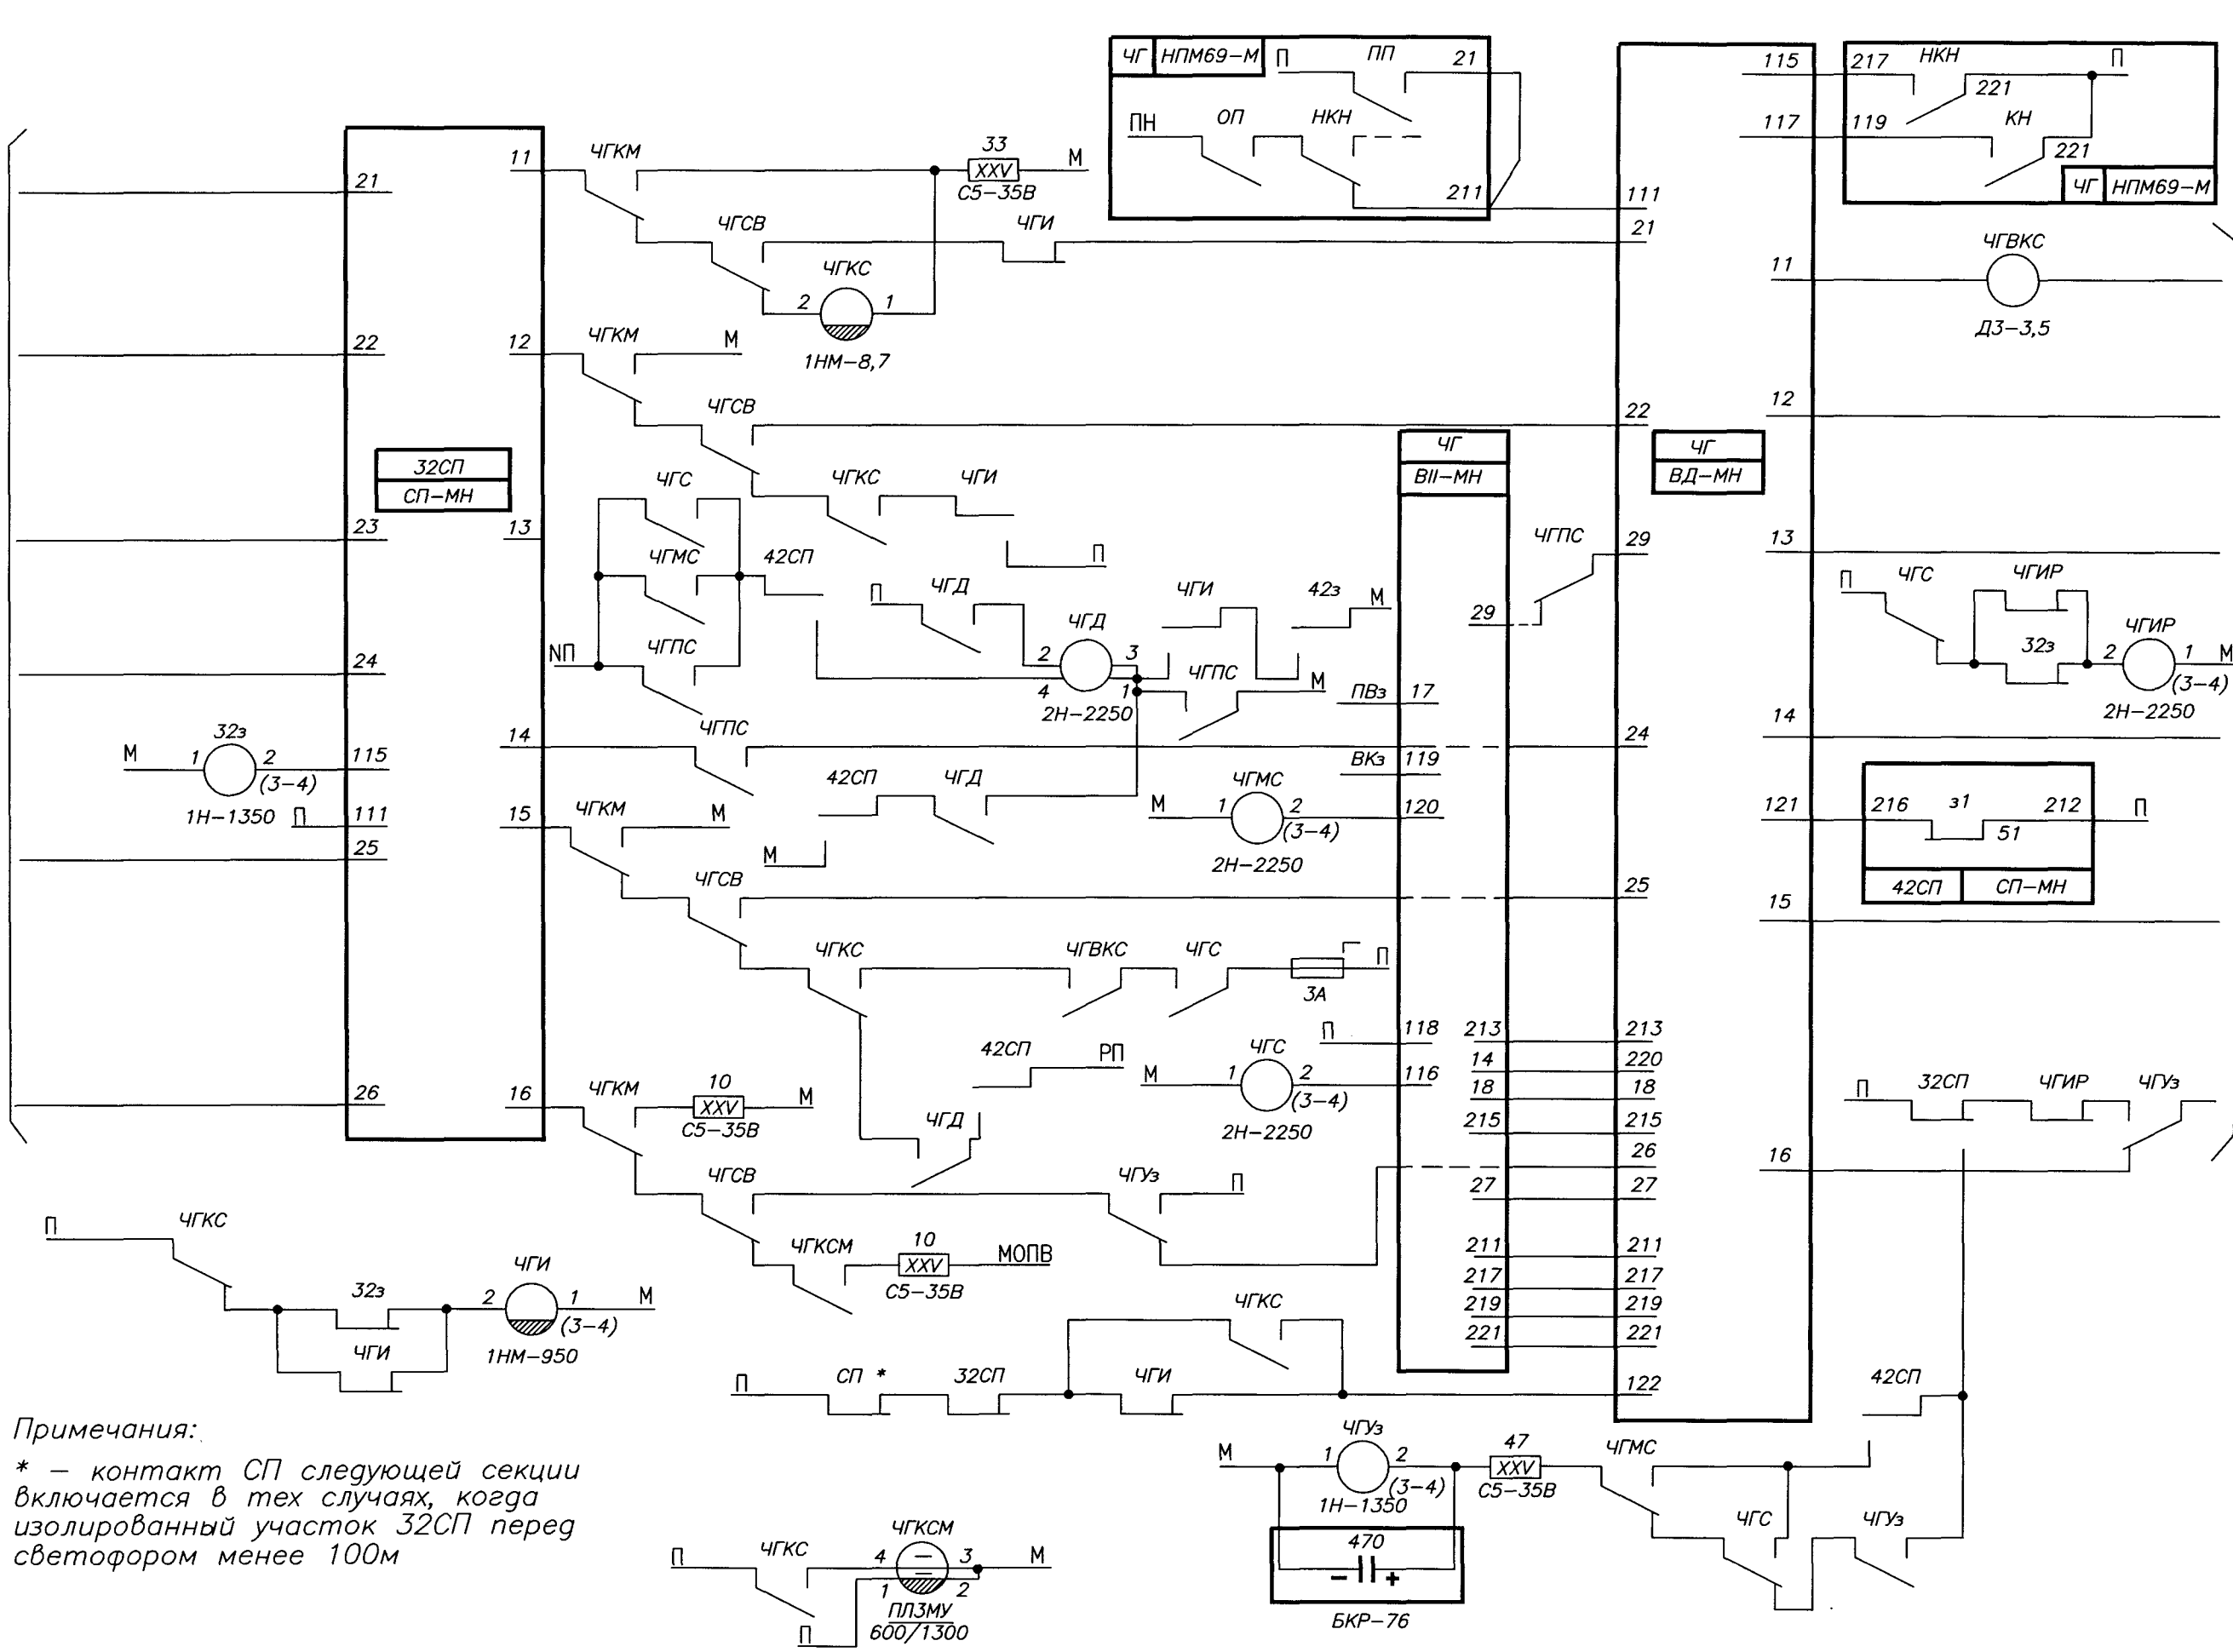 ЧГ НПМ69-М П ПП 21
ПН ОП НКН
211
115 217 НКН П
221
117 119 КН
221
ЧГ НПМ69-М
111
21
11 ЧГКМ 33 М
XXV
С5-35В
21
ЧГСВ ЧГИ
ЧГКС
2 1
1НМ-8,7
ЧГВКС
11
Д3-3,5
22
12 ЧГКМ М
ЧГСВ 22
12
32СП
СП-МН
ЧГ
ВII-МН
ЧГ
ВД-МН
ЧГС ЧГКС ЧГИ
П
23
13
ЧГМС 42СП
ЧГПС 29
29
13
П ЧГД
ЧГД
2 3
4 1
2Н-2250
ЧГИ 42з М
ЧГПС М
NП ЧГПС
П ЧГС ЧГИР
32з ЧГИР
2 1 М
(3-4)
2Н-2250
24
ПВз 17
14 ЧГПС 24
14
М 32з
1 2 115
(3-4)
1Н-1350 П 111
ВКз 119
42СП ЧГД
М
М ЧГМС
1 2 120
(3-4)
2Н-2250
121 216 з1 212 П
51
42СП СП-МН
15 ЧГКМ М
25
ЧГСВ 25
15
ЧГКС ЧГВКС ЧГС П
3А
П 118
213 213
14 220
18 18
215 215
26
27 27
211 211
217 217
219 219
221 221
42СП РП
М ЧГС
1 2 116
(3-4)
2Н-2250
ЧГД
26
16 ЧГКМ 10 М
XXV
С5-35В
ЧГСВ ЧГУз П
ЧГКСМ 10 МОПВ
XXV
С5-35В
П 32СП ЧГИР ЧГУз
16
П ЧГКС
32з
ЧГИ
ЧГИ
2 1 М
(3-4)
1НМ-950
ЧГКС
П СП * 32СП ЧГИ 122
42СП
Примечания:
* – контакт СП следующей секции
включается в тех случаях, когда
изолированный участок 32СП перед
светофором менее 100м
М ЧГУз
1 2
(3-4)
1Н-1350
47
XXV
С5-35В
ЧГМС
ЧГС ЧГУз
470
– +
БКР-76
П ЧГКС
П
ЧГКСМ
4 3 М
1 2
ПЛ3МУ
600/1300